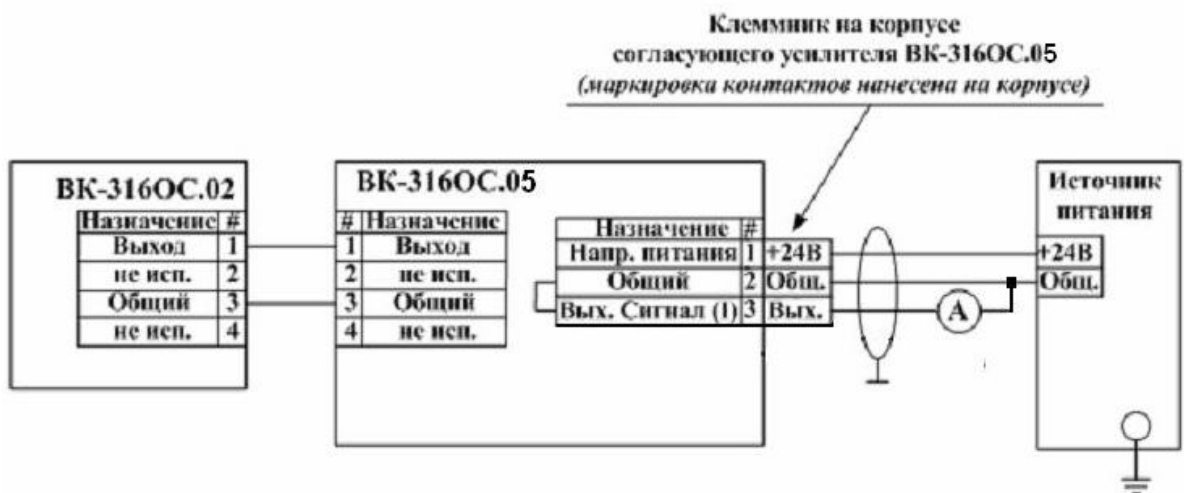 Клеммник на корпусе
согласующего усилителя ВК-316ОС.05
(маркировка контактов нанесена на корпусе)
ВК-316ОС.02
Назначение #
Выход 1
не исп. 2
Общий 3
не исп. 4
ВК-316ОС.05
# Назначение
1 Выход
2 не исп.
3 Общий
4 не исп.
Назначение #
Напр. питания 1 +24В
Общий 2 Общ.
Вых. Сигнал (I) 3 Вых.
А
Источник
питания
+24В
Общ.